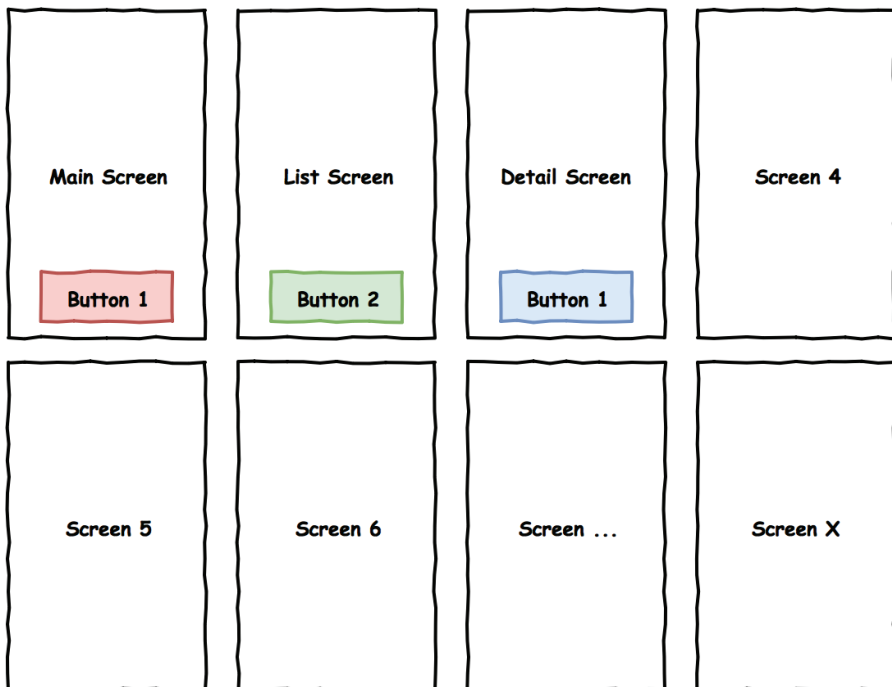 Main Screen
List Screen
Detail Screen
Screen 4
Button 1
Button 2
Button 1
Screen 5
Screen 6
Screen ...
Screen X